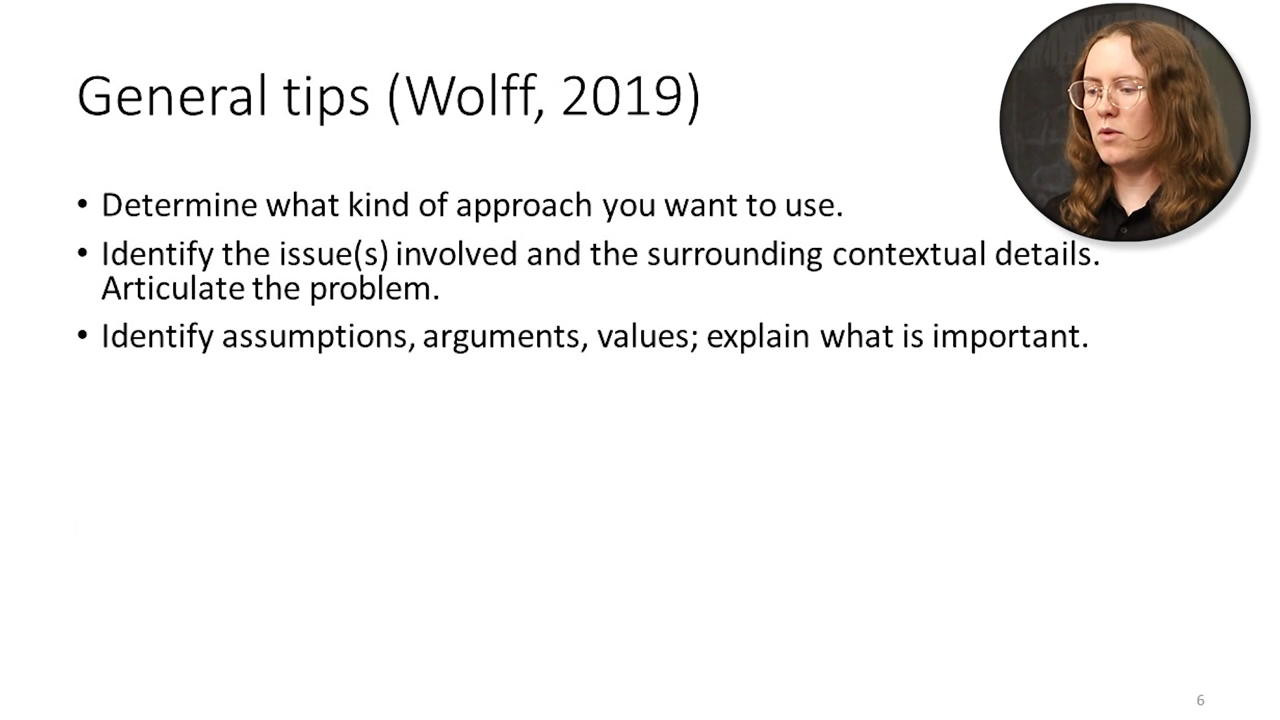 General tips (Wolff, 2019)
• Determine what kind of approach you want to use.
• Identify the issue(s) involved and the surrounding contextual details.
Articulate the problem.
• Identify assumptions, arguments, values; explain what is important.
6